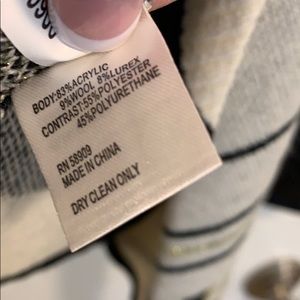 BODY:83%ACRYLIC
9%WOOL 8%LUREX
CONTRAST:55%POLYESTER
45%POLYURETHANE
RN 58909
MADE IN CHINA
DRY CLEAN ONLY